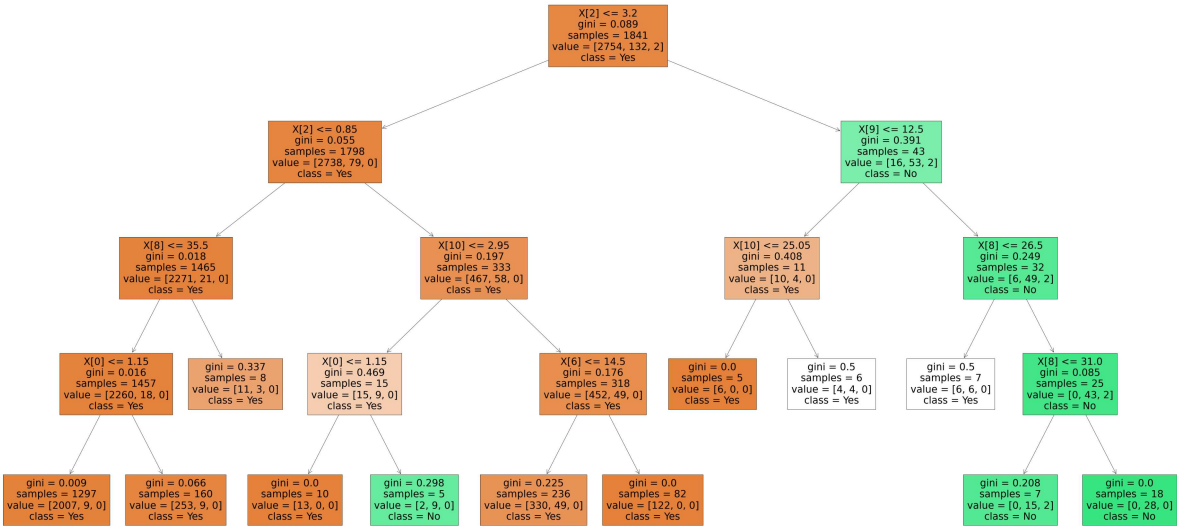 X[2] <= 3.2
gini = 0.089
samples = 1841
value = [2754, 132, 2]
class = Yes
X[2] <= 0.85
gini = 0.055
samples = 1798
value = [2738, 79, 0]
class = Yes
X[9] <= 12.5
gini = 0.391
samples = 43
value = [16, 53, 2]
class = No
X[8] <= 35.5
gini = 0.018
samples = 1465
value = [2271, 21, 0]
class = Yes
X[10] <= 2.95
gini = 0.197
samples = 333
value = [467, 58, 0]
class = Yes
X[10] <= 25.05
gini = 0.408
samples = 11
value = [10, 4, 0]
class = Yes
X[8] <= 26.5
gini = 0.249
samples = 32
value = [6, 49, 2]
class = No
X[0] <= 1.15
gini = 0.016
samples = 1457
value = [2260, 18, 0]
class = Yes
gini = 0.337
samples = 8
value = [11, 3, 0]
class = Yes
X[0] <= 1.15
gini = 0.469
samples = 15
value = [15, 9, 0]
class = Yes
X[6] <= 14.5
gini = 0.176
samples = 318
value = [452, 49, 0]
class = Yes
gini = 0.0
samples = 5
value = [6, 0, 0]
class = Yes
gini = 0.5
samples = 6
value = [4, 4, 0]
class = Yes
gini = 0.5
samples = 7
value = [6, 6, 0]
class = Yes
X[8] <= 31.0
gini = 0.085
samples = 25
value = [0, 43, 2]
class = No
gini = 0.009
samples = 1297
value = [2007, 9, 0]
class = Yes
gini = 0.066
samples = 160
value = [253, 9, 0]
class = Yes
gini = 0.0
samples = 10
value = [13, 0, 0]
class = Yes
gini = 0.298
samples = 5
value = [2, 9, 0]
class = No
gini = 0.225
samples = 236
value = [330, 49, 0]
class = Yes
gini = 0.0
samples = 82
value = [122, 0, 0]
class = Yes
gini = 0.208
samples = 7
value = [0, 15, 2]
class = No
gini = 0.0
samples = 18
value = [0, 28, 0]
class = No